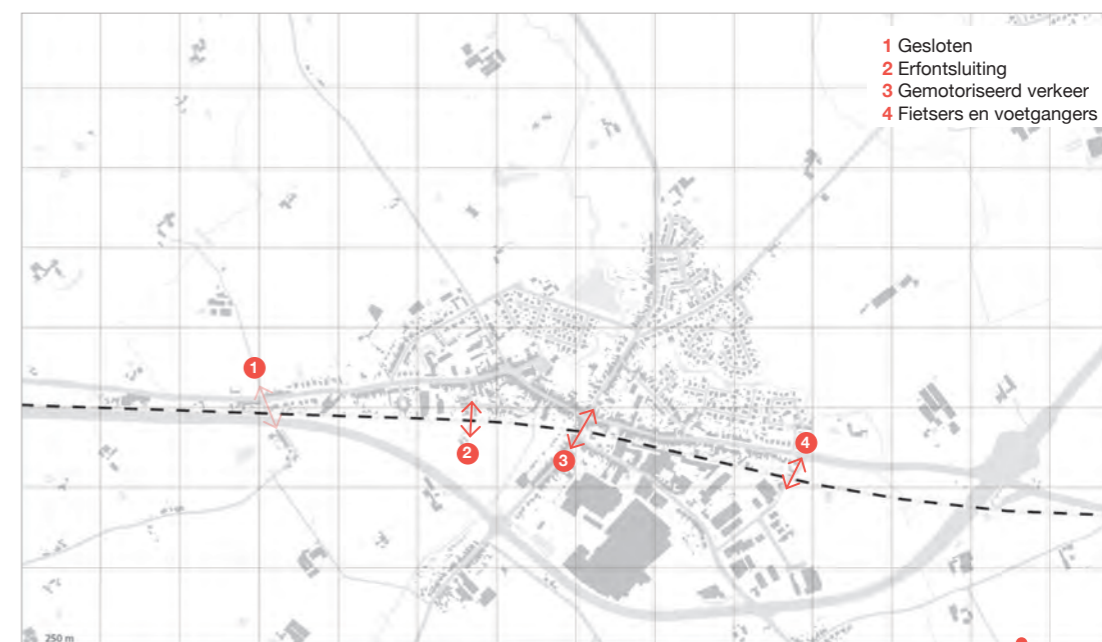 1 Gesloten
2 Erfontsluiting
3 Gemotoriseerd verkeer
4 Fietsers en voetgangers
1
2
3
4
250 m